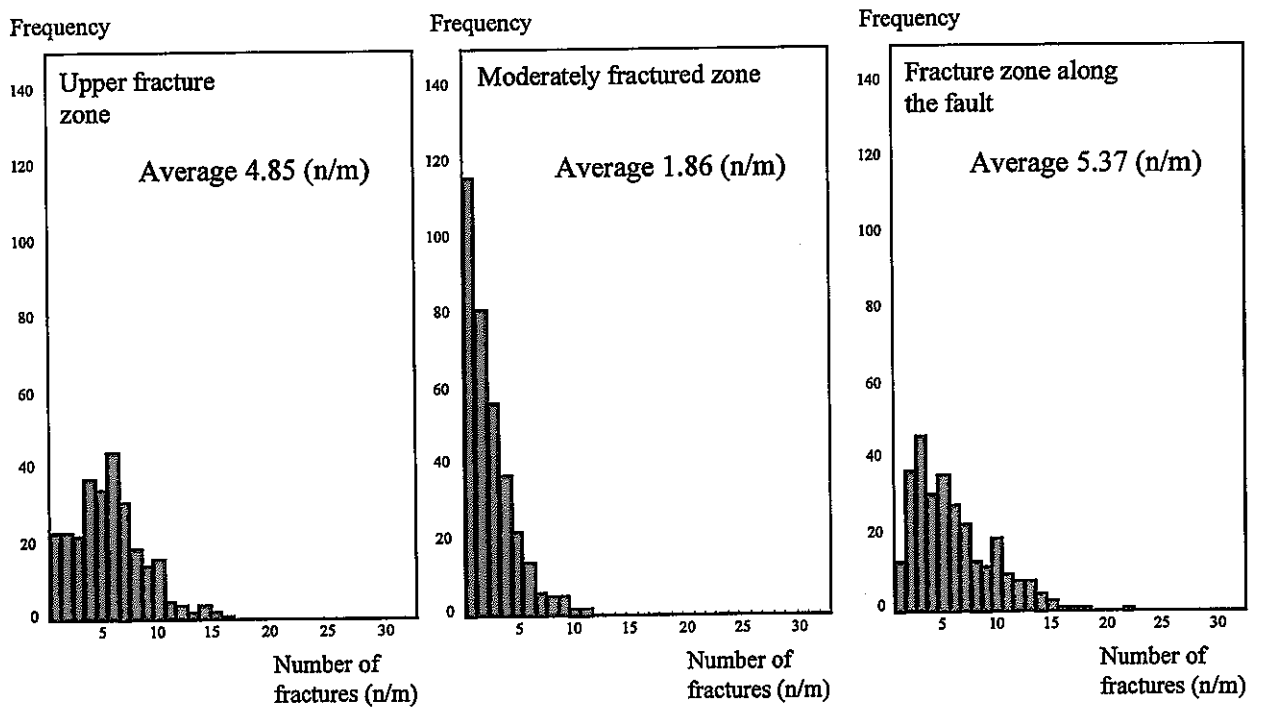 Frequency
Upper fracture
zone
Average 4.85 (n/m)
140
120
100
80
60
40
20
0
5 10 15 20 25 30
Number of
fractures (n/m)
Frequency
Moderately fractured zone
Average 1.86 (n/m)
140
120
100
80
60
40
20
0
5 10 15 20 25 30
Number of
fractures (n/m)
Frequency
Fracture zone along
the fault
Average 5.37 (n/m)
140
120
100
80
60
40
20
0
5 10 15 20 25 30
Number of
fractures (n/m)